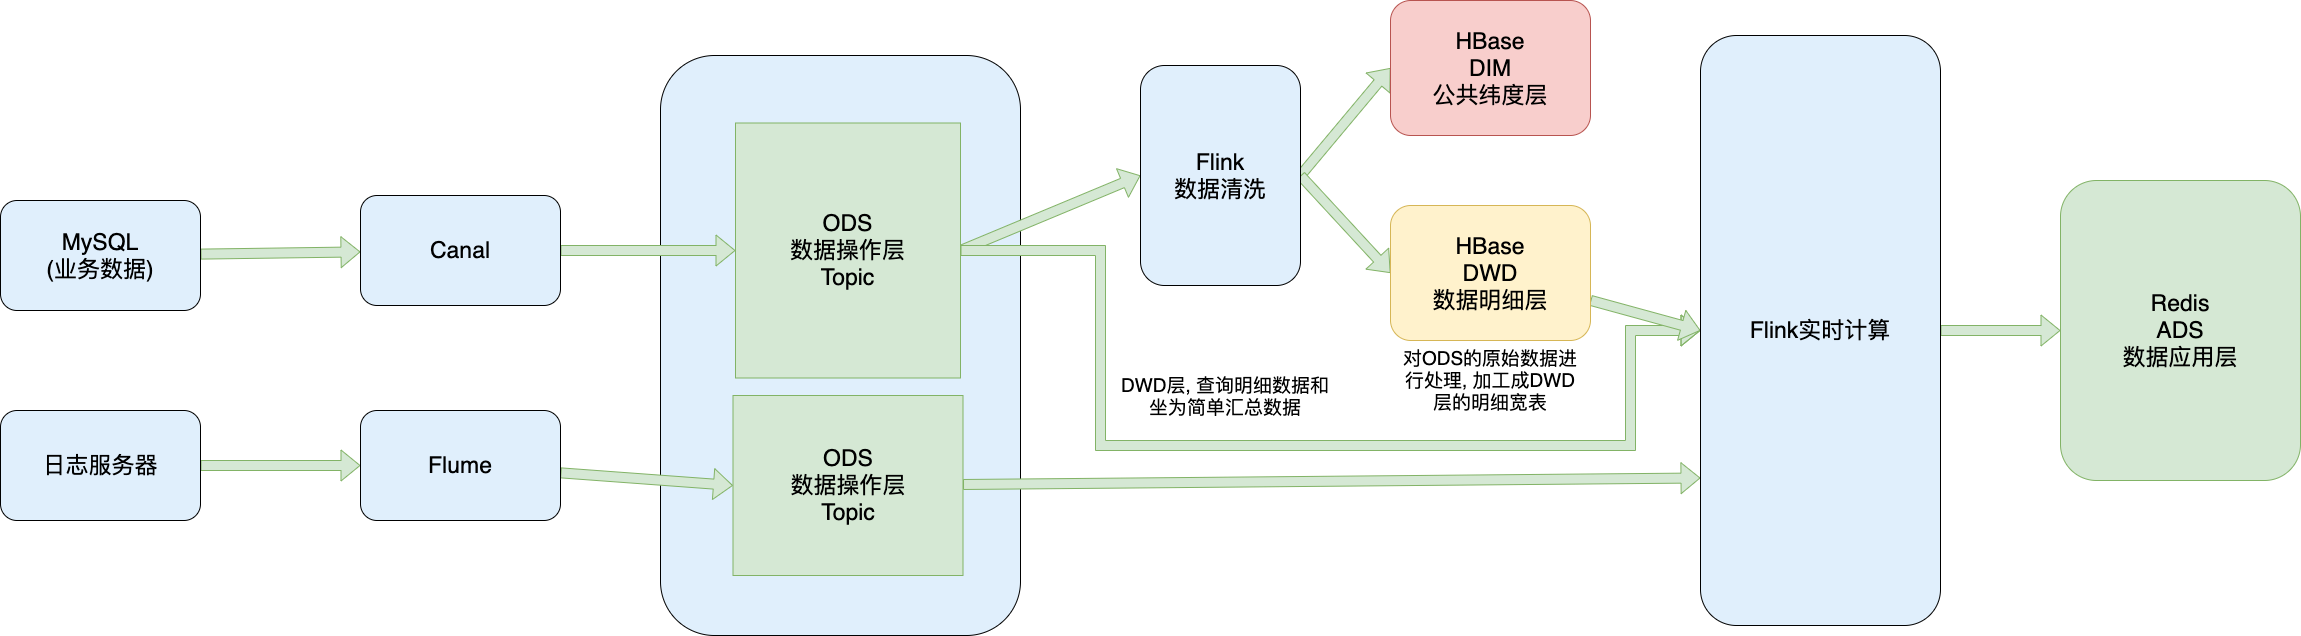 MySQL
(业务数据)
Canal
日志服务器
Flume
ODS
数据操作层
Topic
ODS
数据操作层
Topic
Flink
数据清洗
HBase
DIM
公共纬度层
HBase
DWD
数据明细层
对ODS的原始数据进
行处理, 加工成DWD
层的明细宽表
DWD层, 查询明细数据和
坐为简单汇总数据
Flink实时计算
Redis
ADS
数据应用层